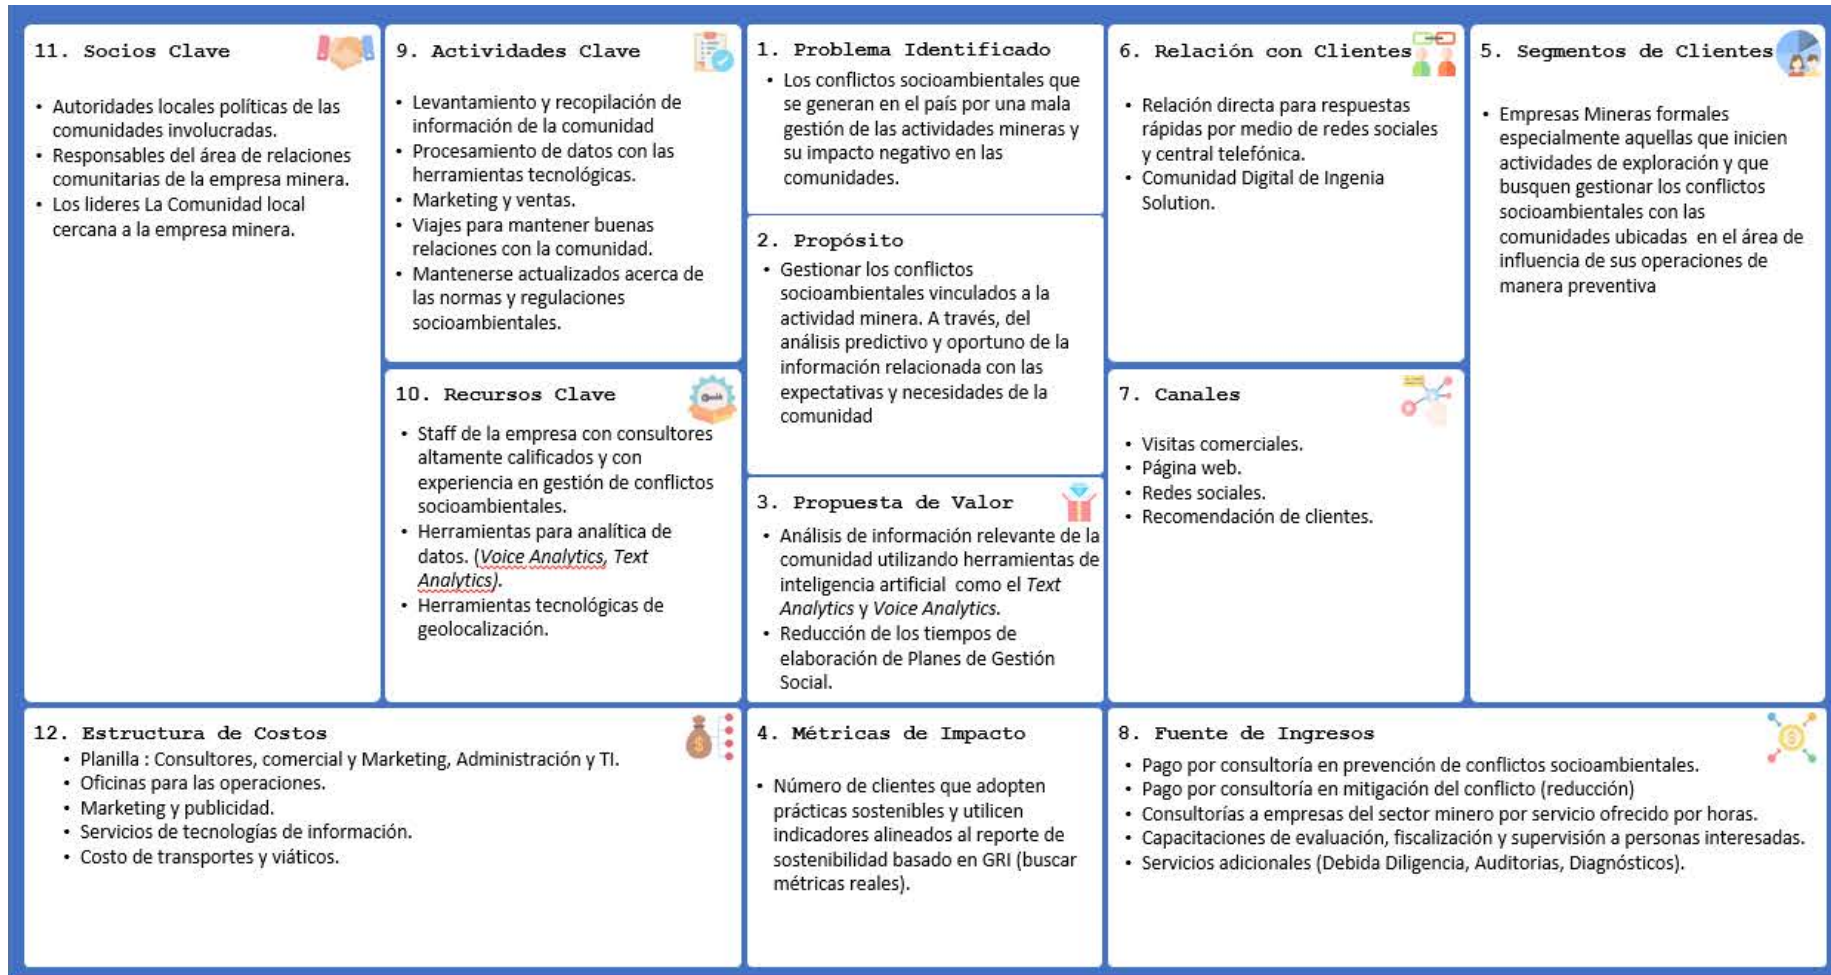 11. Socios Clave
• Autoridades locales políticas de las
comunidades involucradas.
• Responsables del área de relaciones
comunitarias de la empresa minera.
• Los lideres La Comunidad local
cercana a la empresa minera.
9. Actividades Clave
• Levantamiento y recopilación de
información de la comunidad
• Procesamiento de datos con las
herramientas tecnológicas.
• Marketing y ventas.
• Viajes para mantener buenas
relaciones con la comunidad.
• Mantenerse actualizados acerca de
las normas y regulaciones
socioambientales.
10. Recursos Clave
• Staff de la empresa con consultores
altamente calificados y con
experiencia en gestión de conflictos
socioambientales.
• Herramientas para analítica de
datos. (Voice Analytics, Text
Analytics).
• Herramientas tecnológicas de
geolocalización.
1. Problema Identificado
• Los conflictos socioambientales que
se generan en el país por una mala
gestión de las actividades mineras y
su impacto negativo en las
comunidades.
2. Propósito
• Gestionar los conflictos
socioambientales vinculados a la
actividad minera. A través, del
análisis predictivo y oportuno de la
información relacionada con las
expectativas y necesidades de la
comunidad
3. Propuesta de Valor
• Análisis de información relevante de la
comunidad utilizando herramientas de
inteligencia artificial como el Text
Analytics y Voice Analytics.
• Reducción de los tiempos de
elaboración de Planes de Gestión
Social.
6. Relación con Clientes
• Relación directa para respuestas
rápidas por medio de redes sociales
y central telefónica.
• Comunidad Digital de Ingenia
Solution.
7. Canales
• Visitas comerciales.
• Página web.
• Redes sociales.
• Recomendación de clientes.
5. Segmentos de Clientes
• Empresas Mineras formales
especialmente aquellas que inicien
actividades de exploración y que
busquen gestionar los conflictos
socioambientales con las
comunidades ubicadas en el área de
influencia de sus operaciones de
manera preventiva
12. Estructura de Costos
• Planilla : Consultores, comercial y Marketing, Administración y TI.
• Oficinas para las operaciones.
• Marketing y publicidad.
• Servicios de tecnologías de información.
• Costo de transportes y viáticos.
4. Métricas de Impacto
• Número de clientes que adopten
prácticas sostenibles y utilicen
indicadores alineados al reporte de
sostenibilidad basado en GRI (buscar
métricas reales).
8. Fuente de Ingresos
• Pago por consultoría en prevención de conflictos socioambientales.
• Pago por consultoría en mitigación del conflicto (reducción)
• Consultorías a empresas del sector minero por servicio ofrecido por horas.
• Capacitaciones de evaluación, fiscalización y supervisión a personas interesadas.
• Servicios adicionales (Debida Diligencia, Auditorias, Diagnósticos).